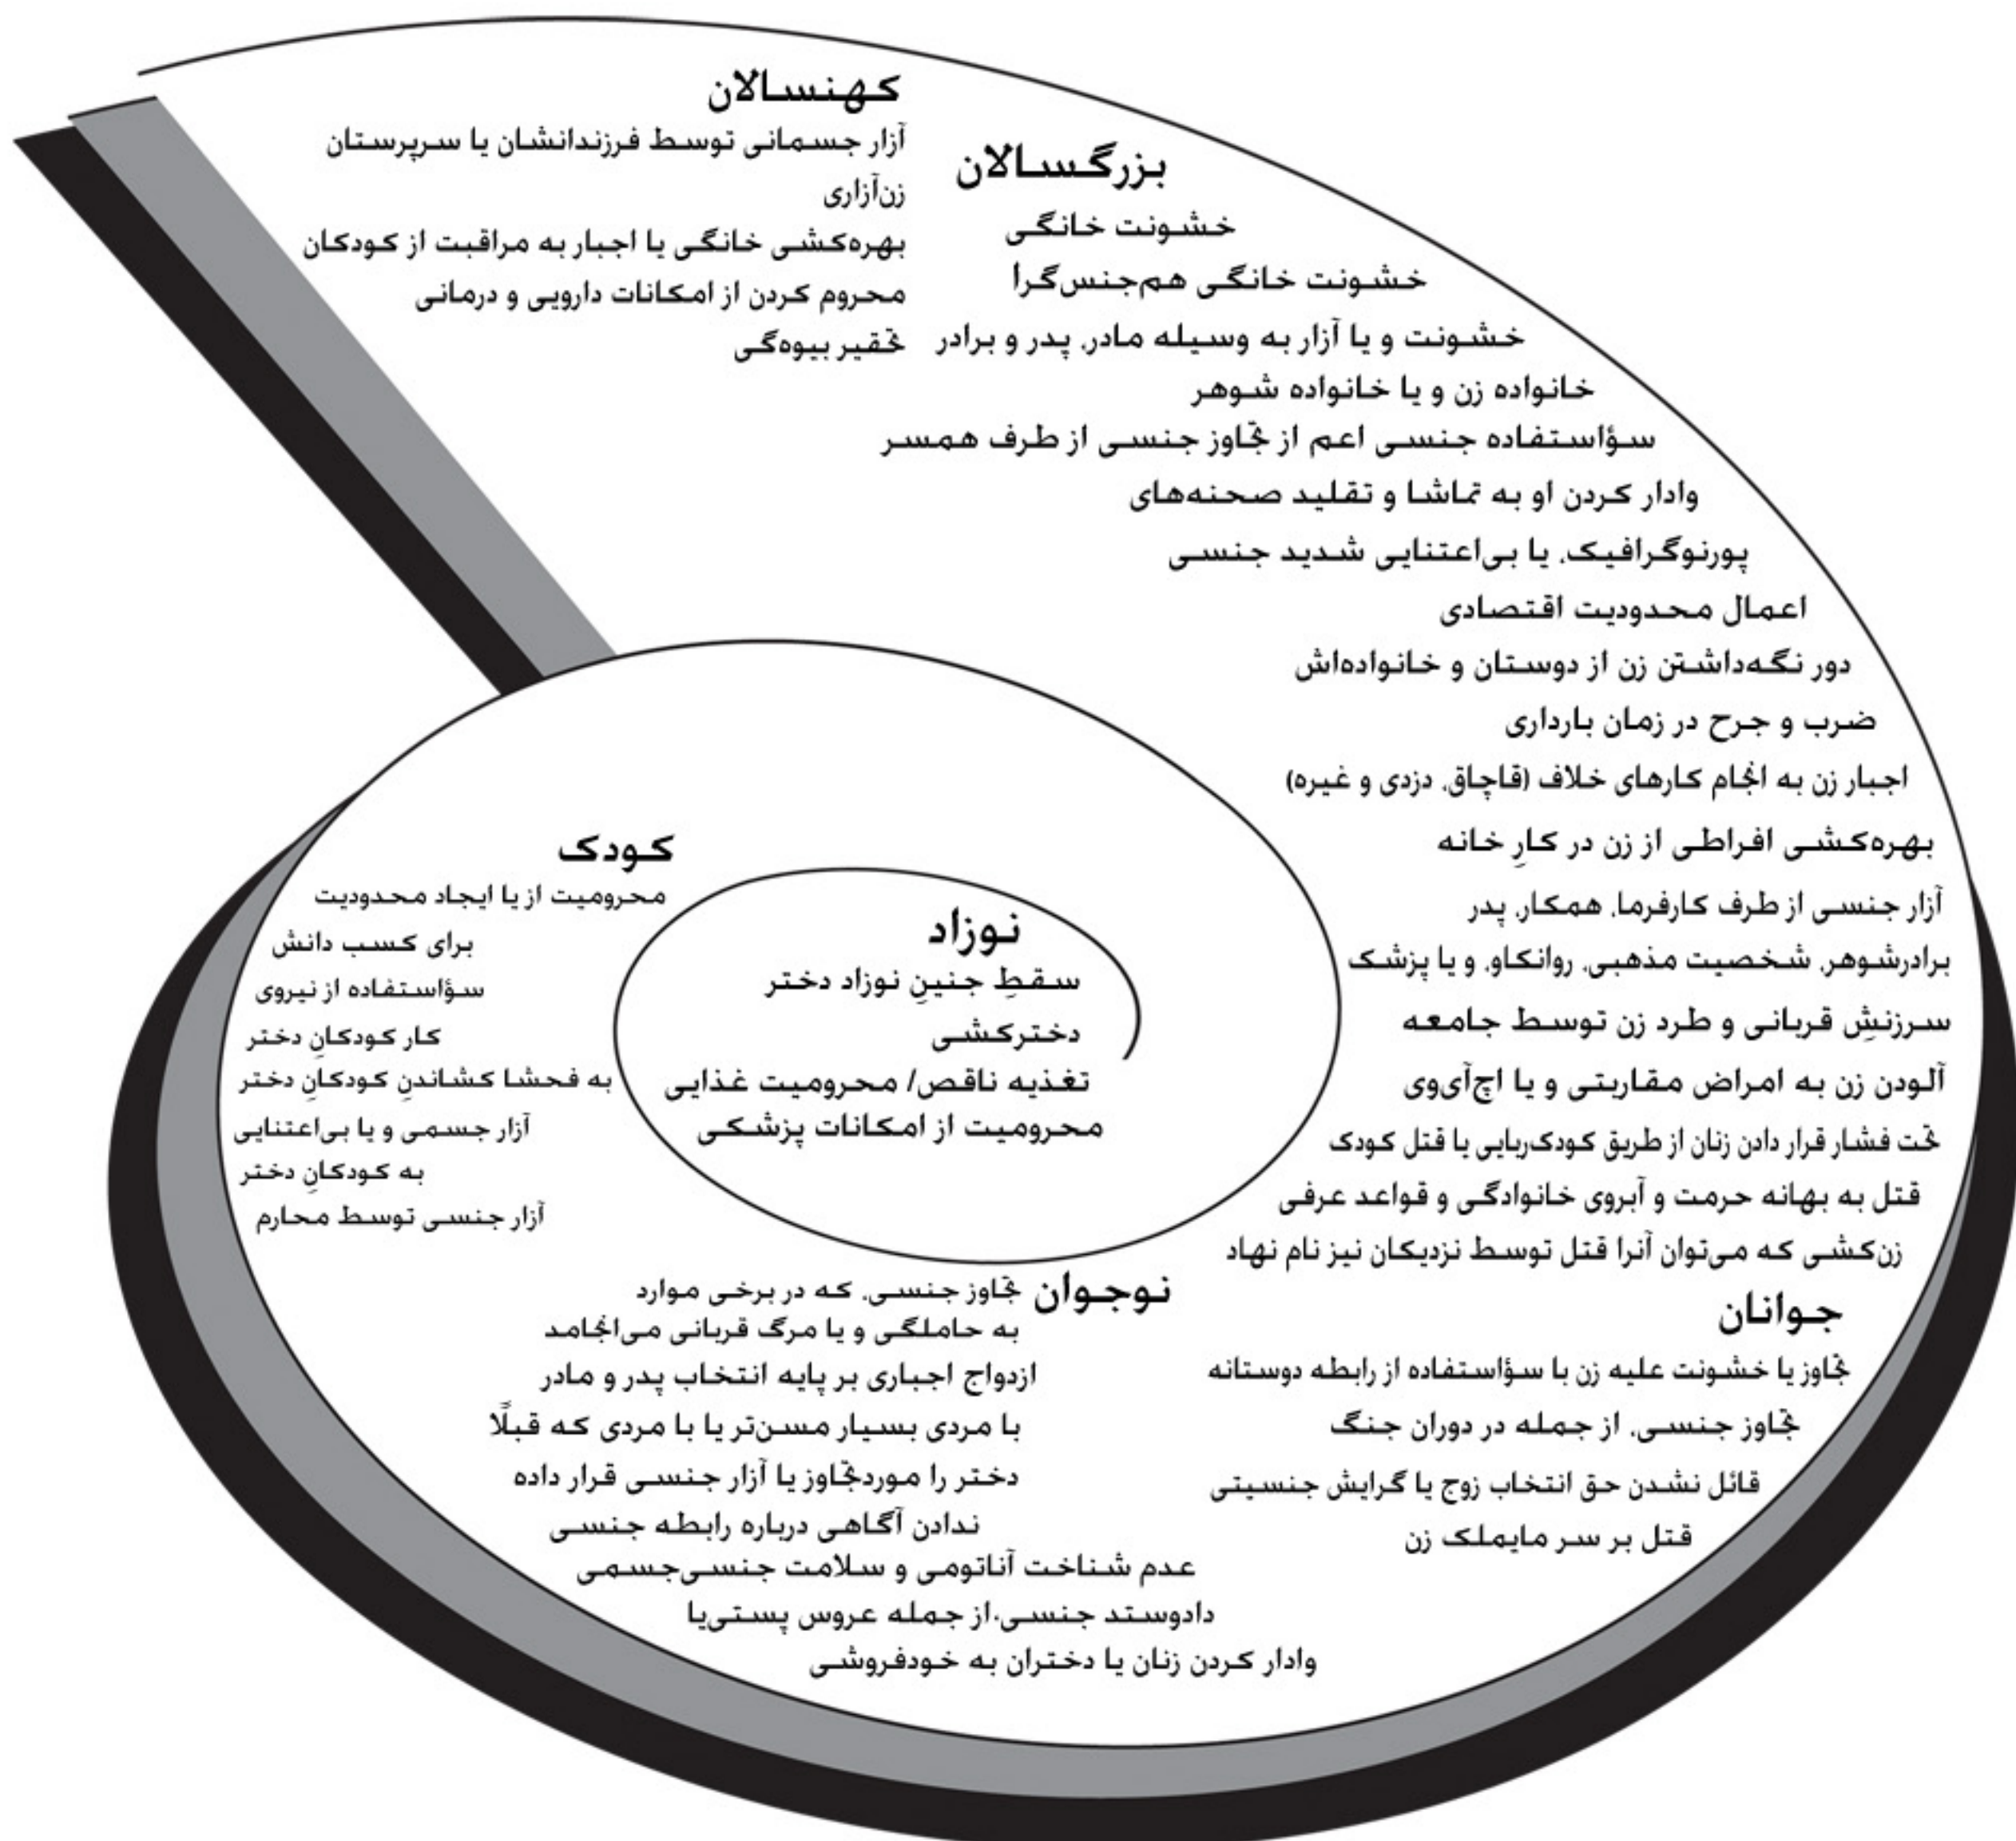 کهنسالان
آزار جسمانی توسط فرزندانشان یا سرپرستان
زن‌آزاری
بهره‌کشی خانگی یا اجبار به مراقبت از کودکان
محروم کردن از امکانات دارویی و درمانی
تحقیر بیوه‌گی
بزرگسالان
خشونت خانگی
خشونت خانگی هم‌جنس‌گرا
خشونت و یا آزار به وسیله مادر، پدر و برادر
خانواده زن و یا خانواده شوهر
سؤاستفاده جنسی اعم از تجاوز جنسی از طرف همسر
وادار کردن او به تماشا و تقلید صحنه‌های
پورنوگرافیک، یا بی‌اعتنایی شدید جنسی
اعمال محدودیت اقتصادی
دور نگه‌داشتن زن از دوستان و خانواده‌اش
ضرب و جرح در زمان بارداری
اجبار زن به انجام کارهای خلاف (قاچاق، دزدی و غیره)
بهره‌کشی افراطی از زن در کارِ خانه
آزار جنسی از طرف کارفرما، همکار، پدر
برادرشوهر، شخصیت مذهبی، روانکاو، و یا پزشک
سرزنشِ قربانی و طرد زن توسط جامعه
آلودن زن به امراض مقاربتی و یا اچ‌آی‌وی
تحت فشار قرار دادن زنان از طریق کودک‌ربایی یا قتل کودک
قتل به بهانه حرمت و آبروی خانوادگی و قواعد عرفی
زن‌کشی که می‌توان آنرا قتل توسط نزدیکان نیز نام نهاد
جوانان
تجاوز یا خشونت علیه زن با سؤاستفاده از رابطه دوستانه
تجاوز جنسی، از جمله در دوران جنگ
قائل نشدن حق انتخاب زوج یا گرایش جنسیتی
قتل بر سر مایملک زن
کودک
محرومیت از یا ایجاد محدودیت
برای کسب دانش
سؤاستفاده از نیروی
کار کودکانِ دختر
به فحشا کشاندنِ کودکانِ دختر
آزار جسمی و یا بی‌اعتنایی
به کودکانِ دختر
آزار جنسی توسط محارم
نوزاد
سقطِ جنینِ نوزاد دختر
دخترکشی
تغذیه ناقص/ محرومیت غذایی
محرومیت از امکانات پزشکی
نوجوان
تجاوز جنسی، که در برخی موارد
به حاملگی و یا مرگ قربانی می‌انجامد
ازدواج اجباری بر پایه انتخاب پدر و مادر
با مردی بسیار مسن‌تر یا با مردی که قبلًا
دختر را موردتجاوز یا آزار جنسی قرار داده
ندادن آگاهی درباره رابطه جنسی
عدم شناخت آناتومی و سلامت جنسی‌جسمی
دادوستد جنسی،از جمله عروس پستی‌یا
وادار کردن زنان یا دختران به خودفروشی